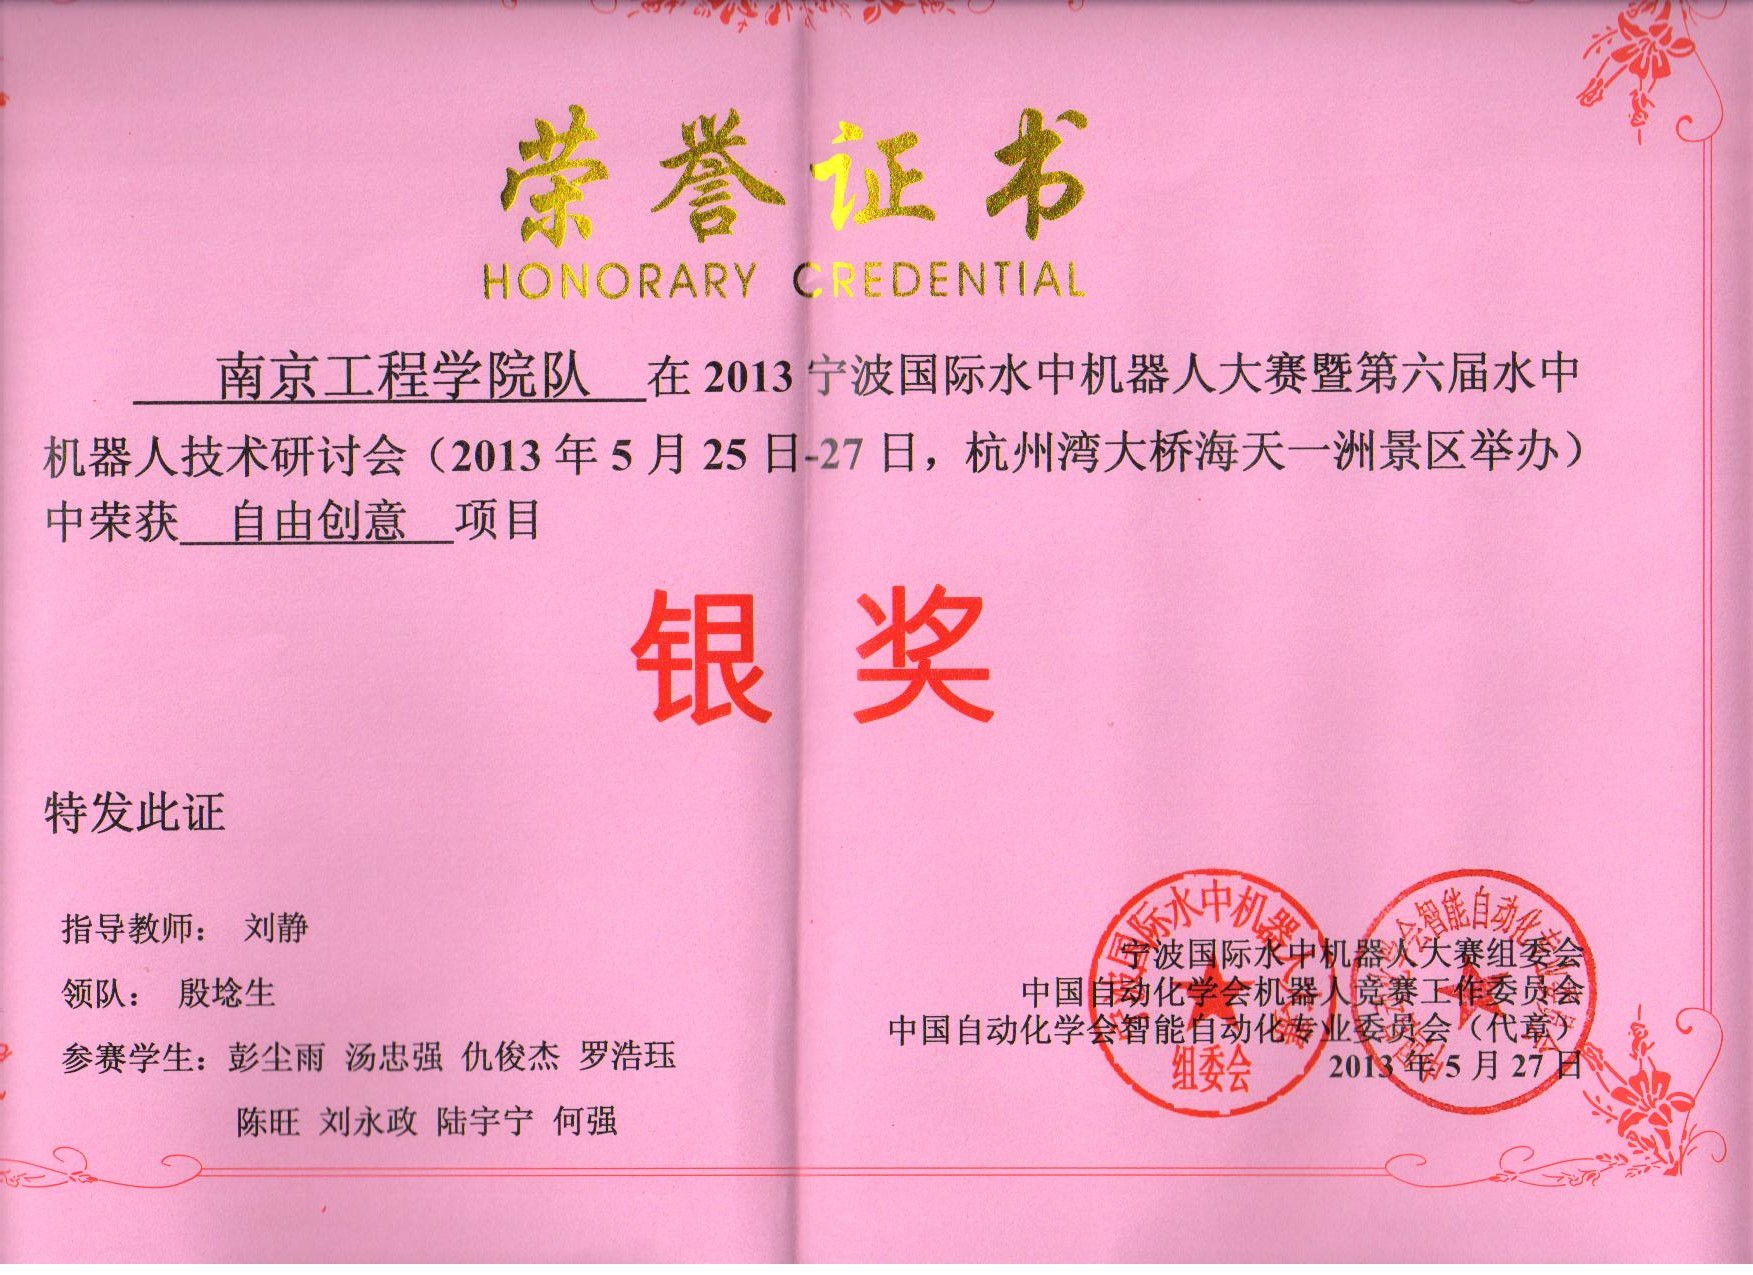 荣誉证书
HONORARY CREDENTIAL
南京工程学院队 在 2013 宁波国际水中机器人大赛暨第六届水中
机器人技术研讨会（2013 年 5 月 25 日-27 日，杭州湾大桥海天一洲景区举办）
中荣获 自由创意 项目
银奖
特发此证
指导教师： 刘静
领队： 殷埝生
参赛学生：彭尘雨 汤忠强 仇俊杰 罗浩珏
陈旺 刘永政 陆宇宁 何强
宁波国际水中机器人大赛组委会
中国自动化学会机器人竞赛工作委员会
中国自动化学会智能自动化专业委员会（代章）
2013 年 5 月 27 日
宁波国际水中机器人大赛
组委会
会智能自动化专业委员会